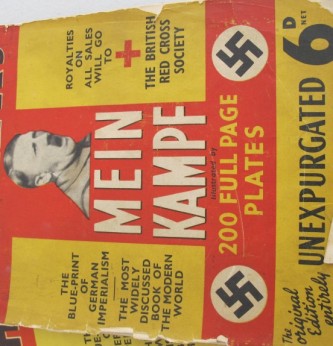 THE
BLUE-PRINT
OF
GERMAN
IMPERIALISM
THE MOST
WIDELY
DISCUSSED
BOOK OF
THE MODERN
WORLD
MEIN
KAMPF
ROYALTIES
ON
ALL SALES
WILL GO
TO
THE BRITISH
RED CROSS
SOCIETY
illustrated by
200 FULL PAGE
PLATES
The
original
Edition
entirely
UNEXPURGATED
6D
NET